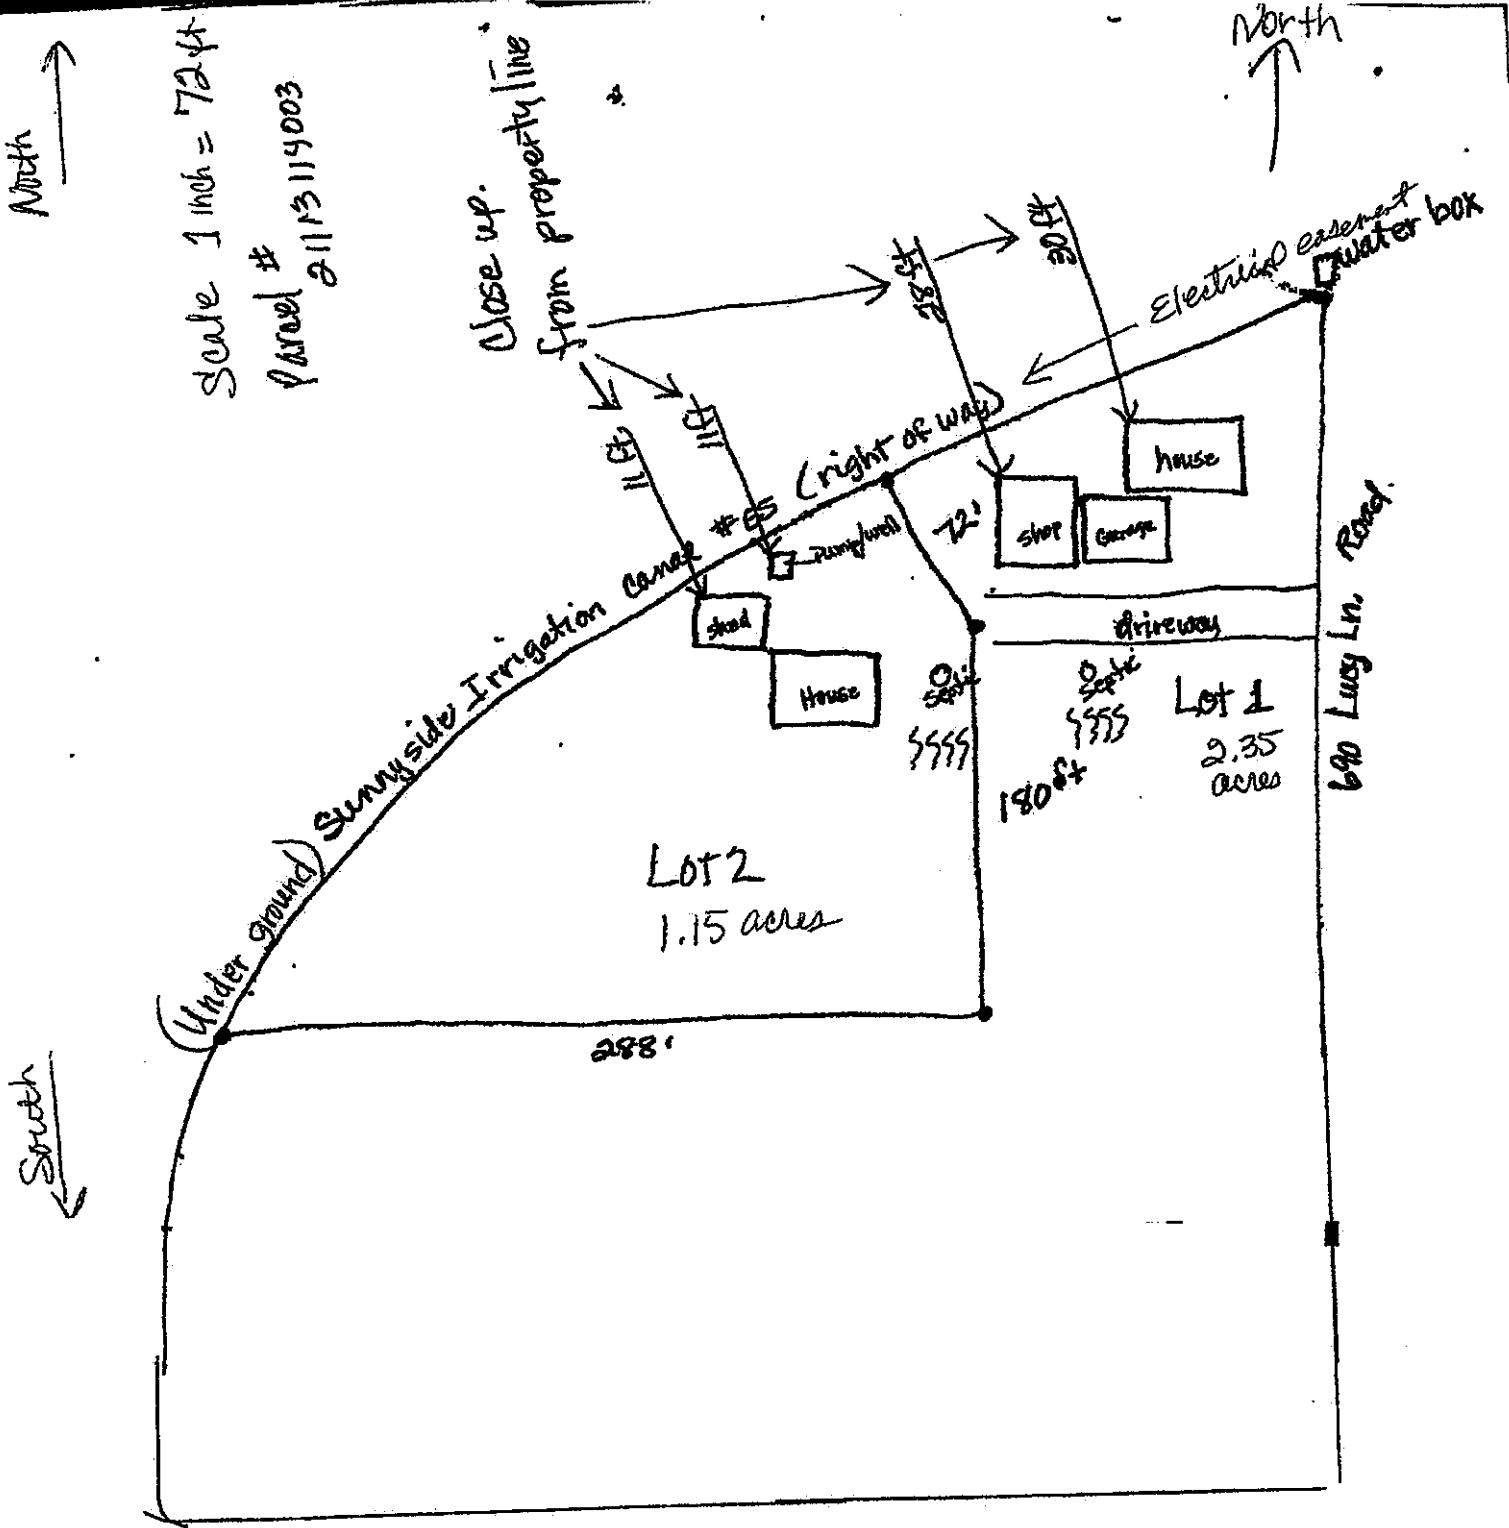 North
North
Scale 1 inch = 72 ft
Parcel #
21113114003
Close up.
from property line
11 ft
11 ft
28 ft
30 ft
Electrical easement
water box
(Under ground) Sunnyside Irrigation Canal #65 (right of way)
house
shop
Garage
72'
Pump/well
shed
House
driveway
Septic
Septic
Lot 1
2.35
acres
180 ft
690 Lucy Ln. Road.
Lot 2
1.15 acres
288'
South